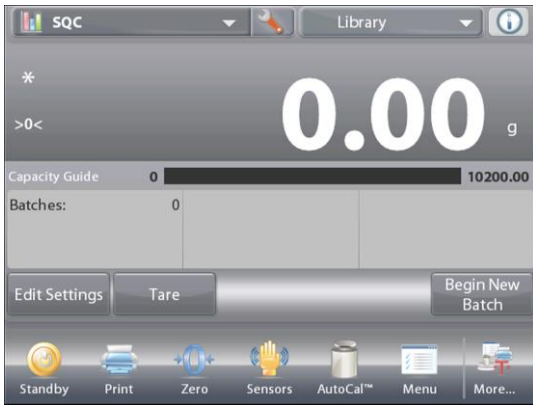 SQC
Library
*
>0<
0.00 g
Capacity Guide 0 10200.00
Batches: 0
Edit Settings
Tare
Begin New
Batch
Standby
Print
Zero
Sensors
AutoCal™
Menu
More...